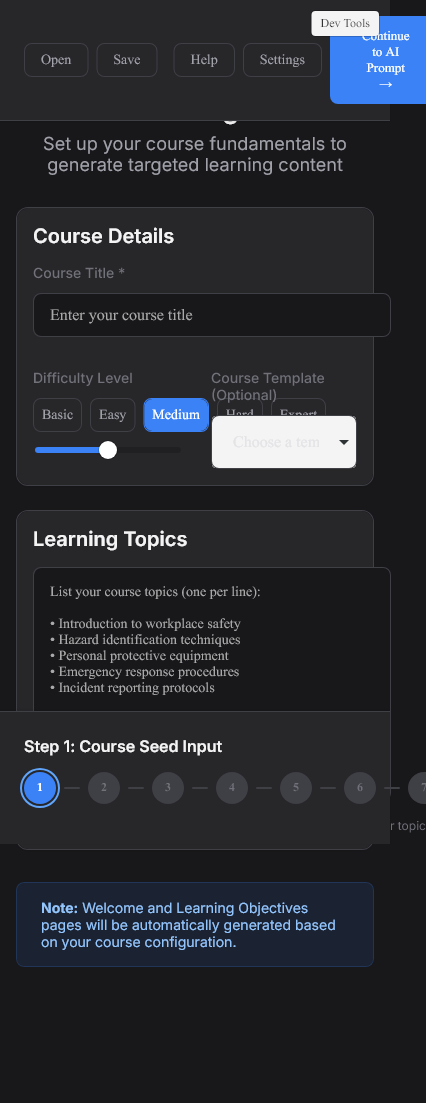 Dev Tools
Open
Save
Help
Settings
Continue
to AI
Prompt
→
Set up your course fundamentals to
generate targeted learning content
Course Details
Course Title *
Enter your course title
Difficulty Level
Basic
Easy
Medium
Hard
Expert
Course Template
(Optional)
Choose a tem
Learning Topics
List your course topics (one per line):
• Introduction to workplace safety
• Hazard identification techniques
• Personal protective equipment
• Emergency response procedures
• Incident reporting protocols
Step 1: Course Seed Input
1
2
3
4
5
6
7
r topic
Note: Welcome and Learning Objectives
pages will be automatically generated based
on your course configuration.